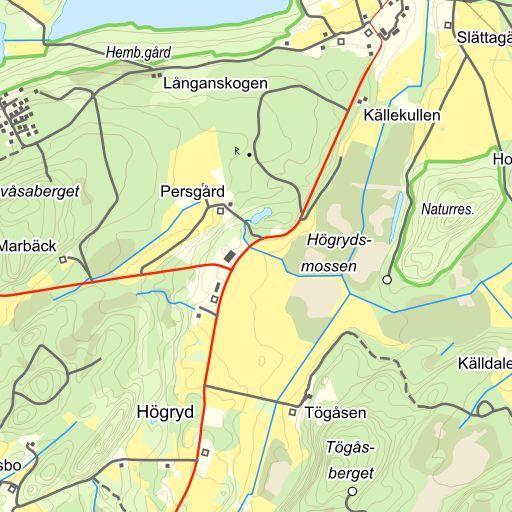 Hemb.gård
Slättagå
Långanskogen
Källekullen
Ho
våsaberget
Persgård
R
Naturres.
Marbäck
Högryds-
mossen
Källdale
Högryd
Tögåsen
Tögås-
berget
sbo